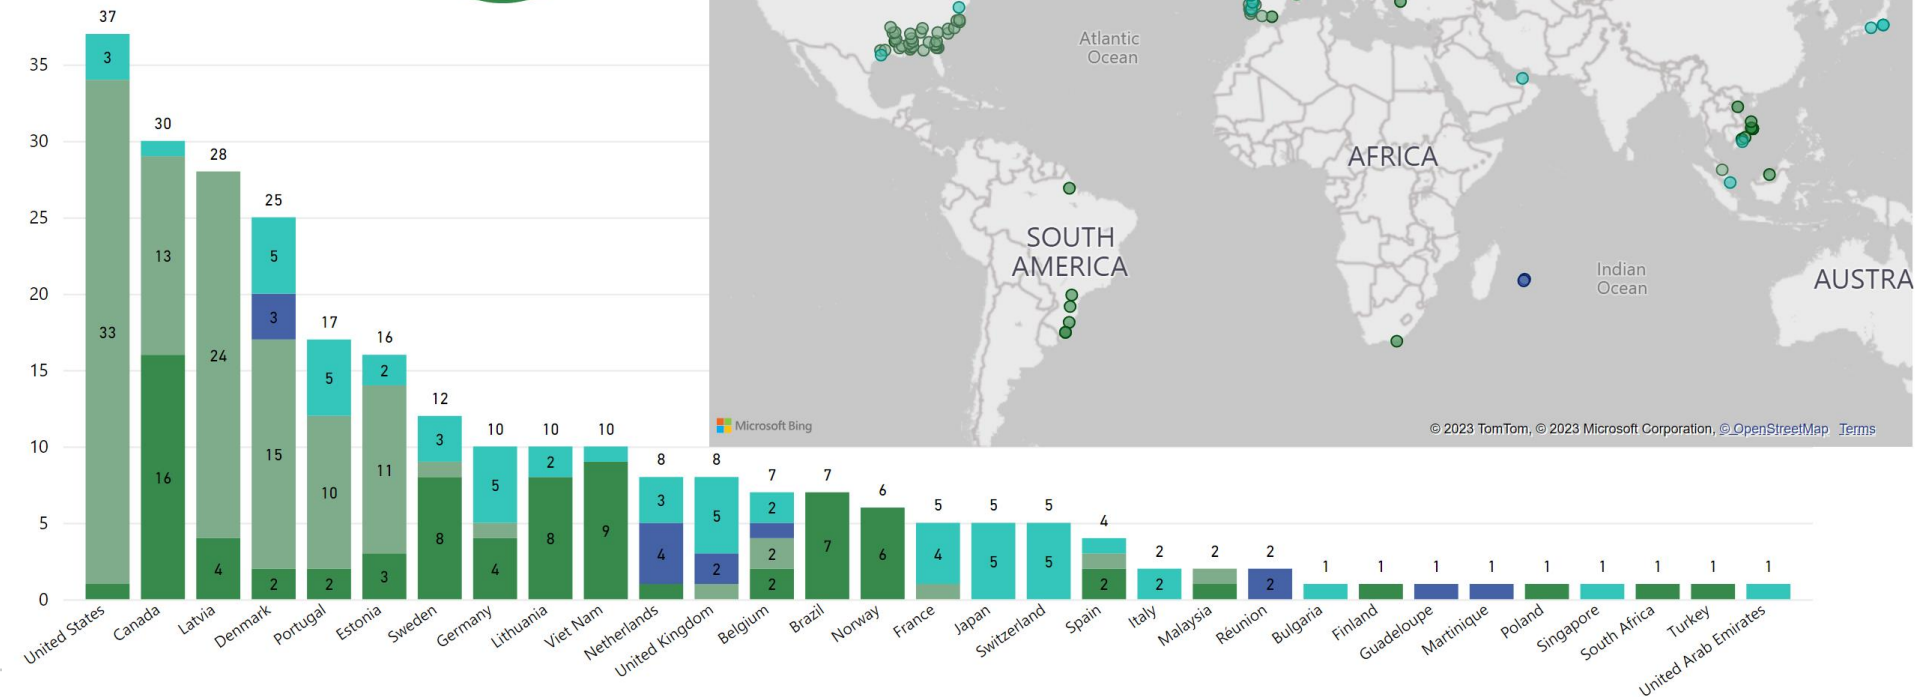 37
3
35
30
30
28
25
25
5
3
13
33
24
20
17
16
15
2
5
15
11
10
16
12
3
10
10
10
10
5
2
8
8
7
7
6
5
5
5
5
4
3
5
2
4
2
2
7
6
4
5
5
4
2
2
2
2
2
2
8
4
8
9
4
2
2
3
2
1
1
1
1
1
1
1
1
1
0
United States
Canada
Latvia
Denmark
Portugal
Estonia
Sweden
Germany
Lithuania
Viet Nam
Netherlands
United Kingdom
Belgium
Brazil
Norway
France
Japan
Switzerland
Spain
Italy
Malaysia
Réunion
Bulgaria
Finland
Guadeloupe
Martinique
Poland
Singapore
South Africa
Turkey
United Arab Emirates
Atlantic
Ocean
AFRICA
SOUTH
AMERICA
Indian
Ocean
AUSTRA
Microsoft Bing
© 2023 TomTom, © 2023 Microsoft Corporation, © OpenStreetMap Terms